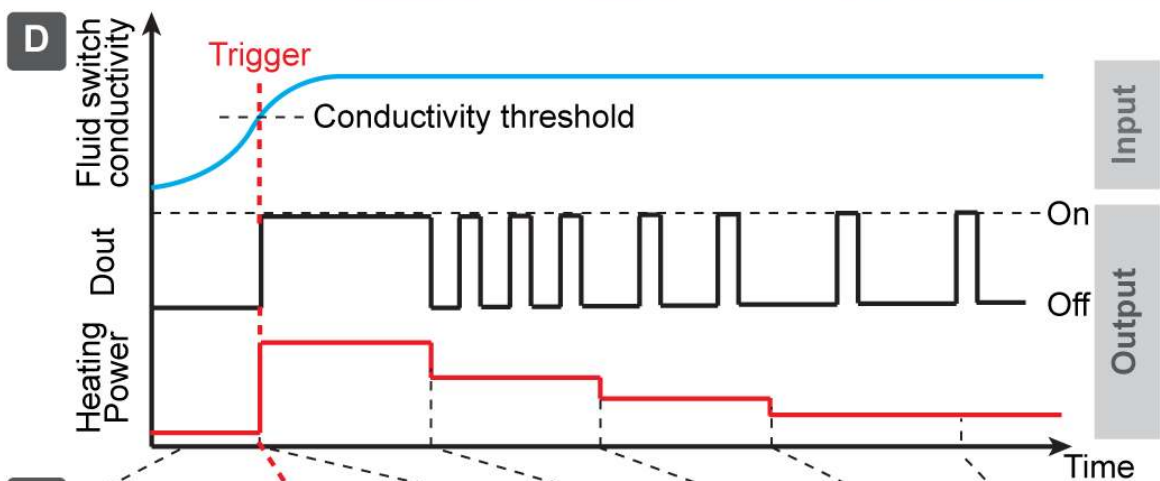 D
Fluid switch
conductivity
Trigger
Conductivity threshold
Input
Dout
On
Off
Heating
Power
Output
Time